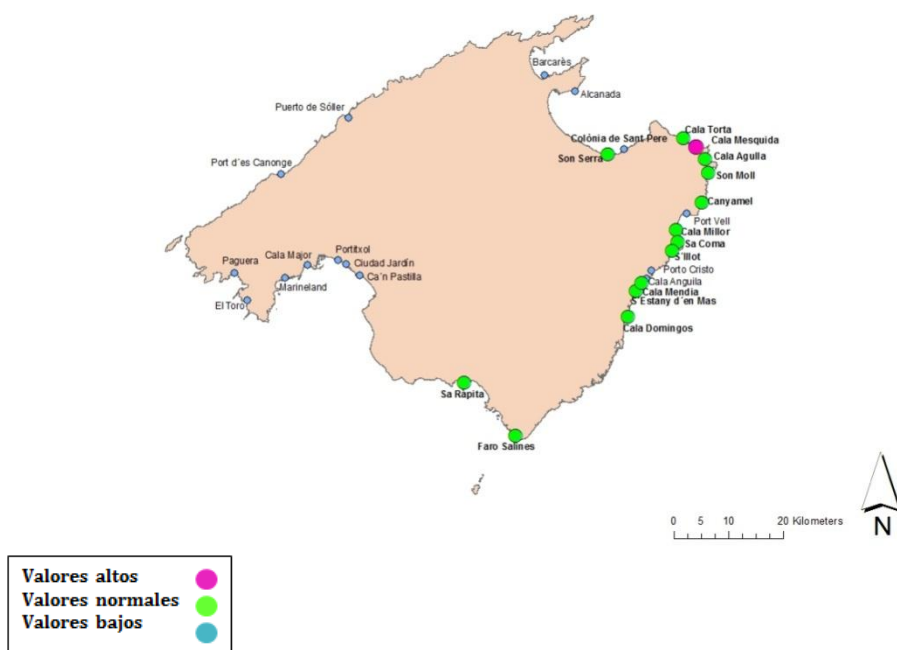 Barcarès
Alcanada
Puerto de Sóller
Cala Torta
Colónia de Sant Pere
Cala Mesquida
Son Serra
Cala Agulla
Port d'es Canonge
Son Moll
Canyamel
Port Vell
Cala Millor
Sa Coma
S'Illot
Portitxol
Cala Major
Ciudad Jardín
Paguera
Porto Cristo
Ca'n Pastilla
Cala Anguila
Marineland
Cala Mendia
El Toro
S'Estany d'en Mas
Cala Domingos
Sa Ràpita
Faro Salines
0 5 10 20 Kilometers
N
Valores altos
Valores normales
Valores bajos